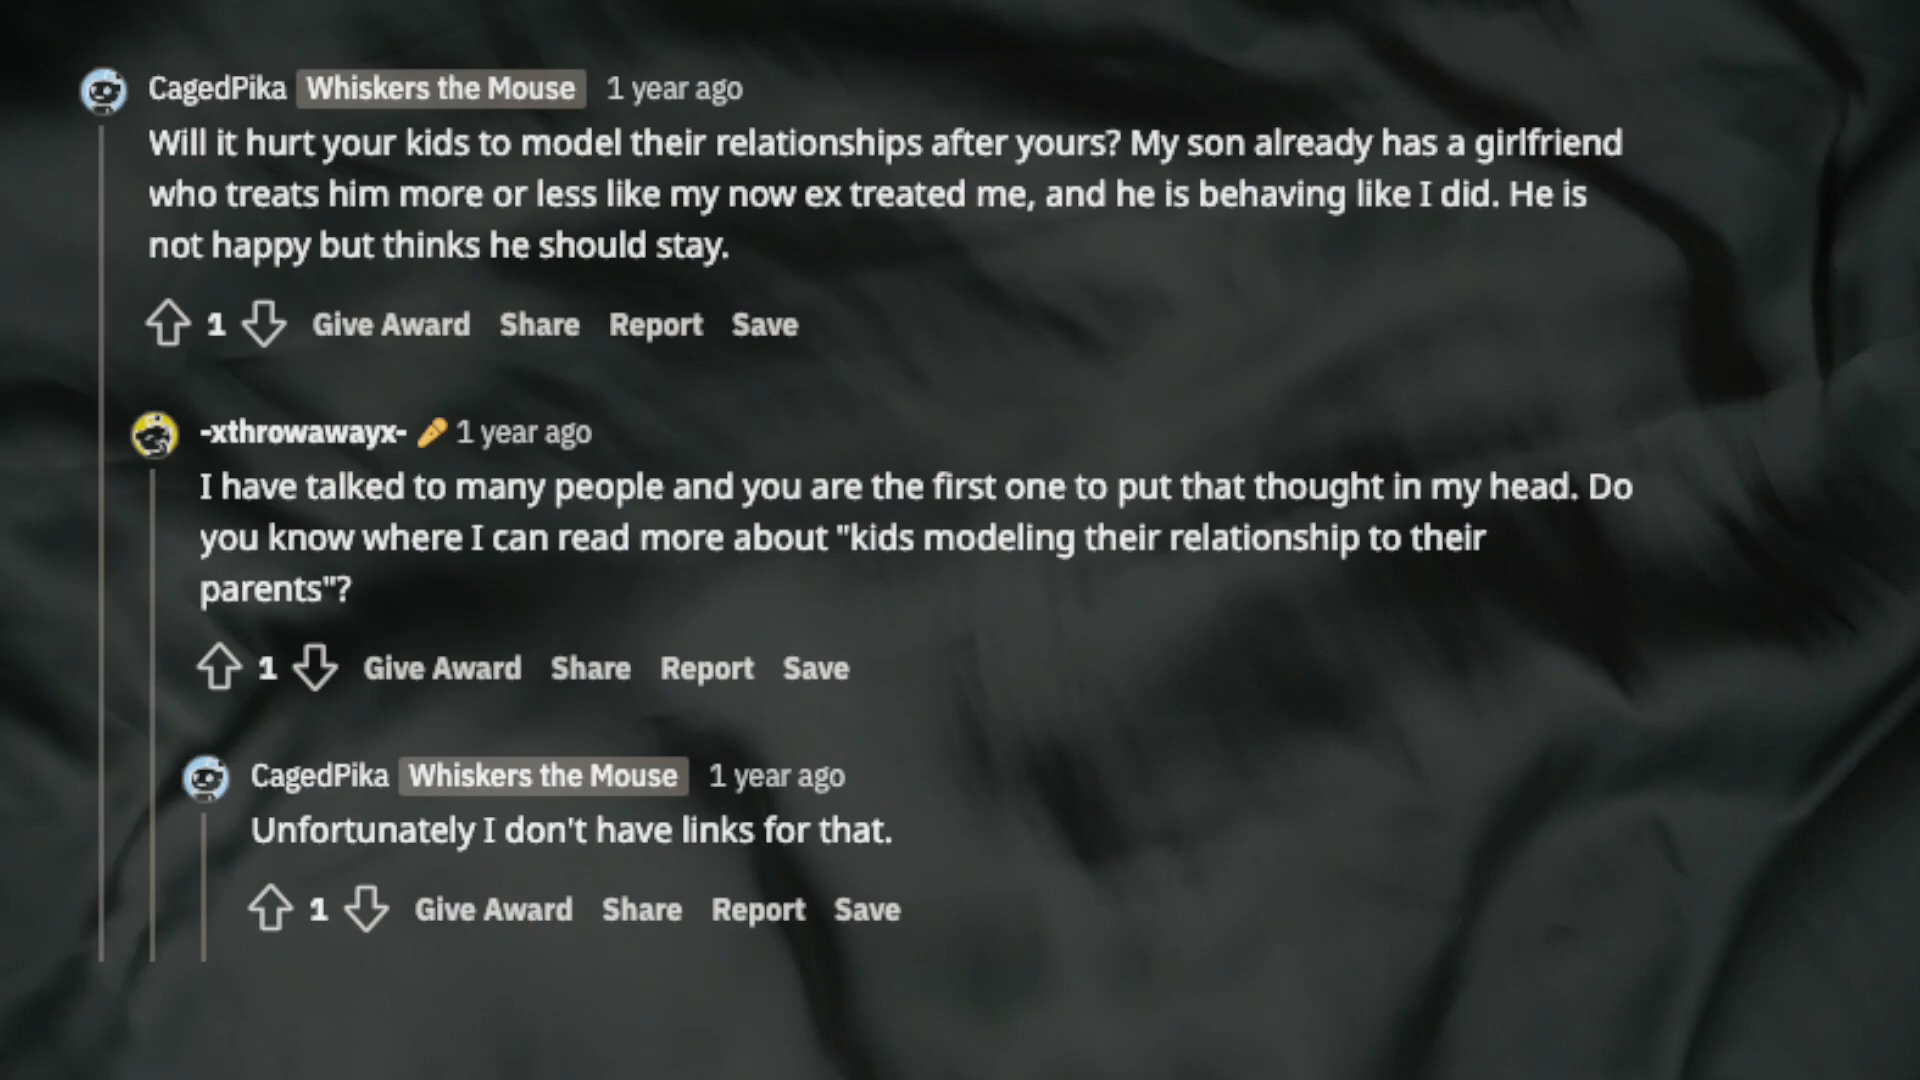 CagedPika Whiskers the Mouse 1 year ago
Will it hurt your kids to model their relationships after yours? My son already has a girlfriend
who treats him more or less like my now ex treated me, and he is behaving like I did. He is
not happy but thinks he should stay.
1 Give Award Share Report Save
-xthrowawayx- 1 year ago
I have talked to many people and you are the first one to put that thought in my head. Do
you know where I can read more about "kids modeling their relationship to their
parents"?
1 Give Award Share Report Save
CagedPika Whiskers the Mouse 1 year ago
Unfortunately I don't have links for that.
1 Give Award Share Report Save